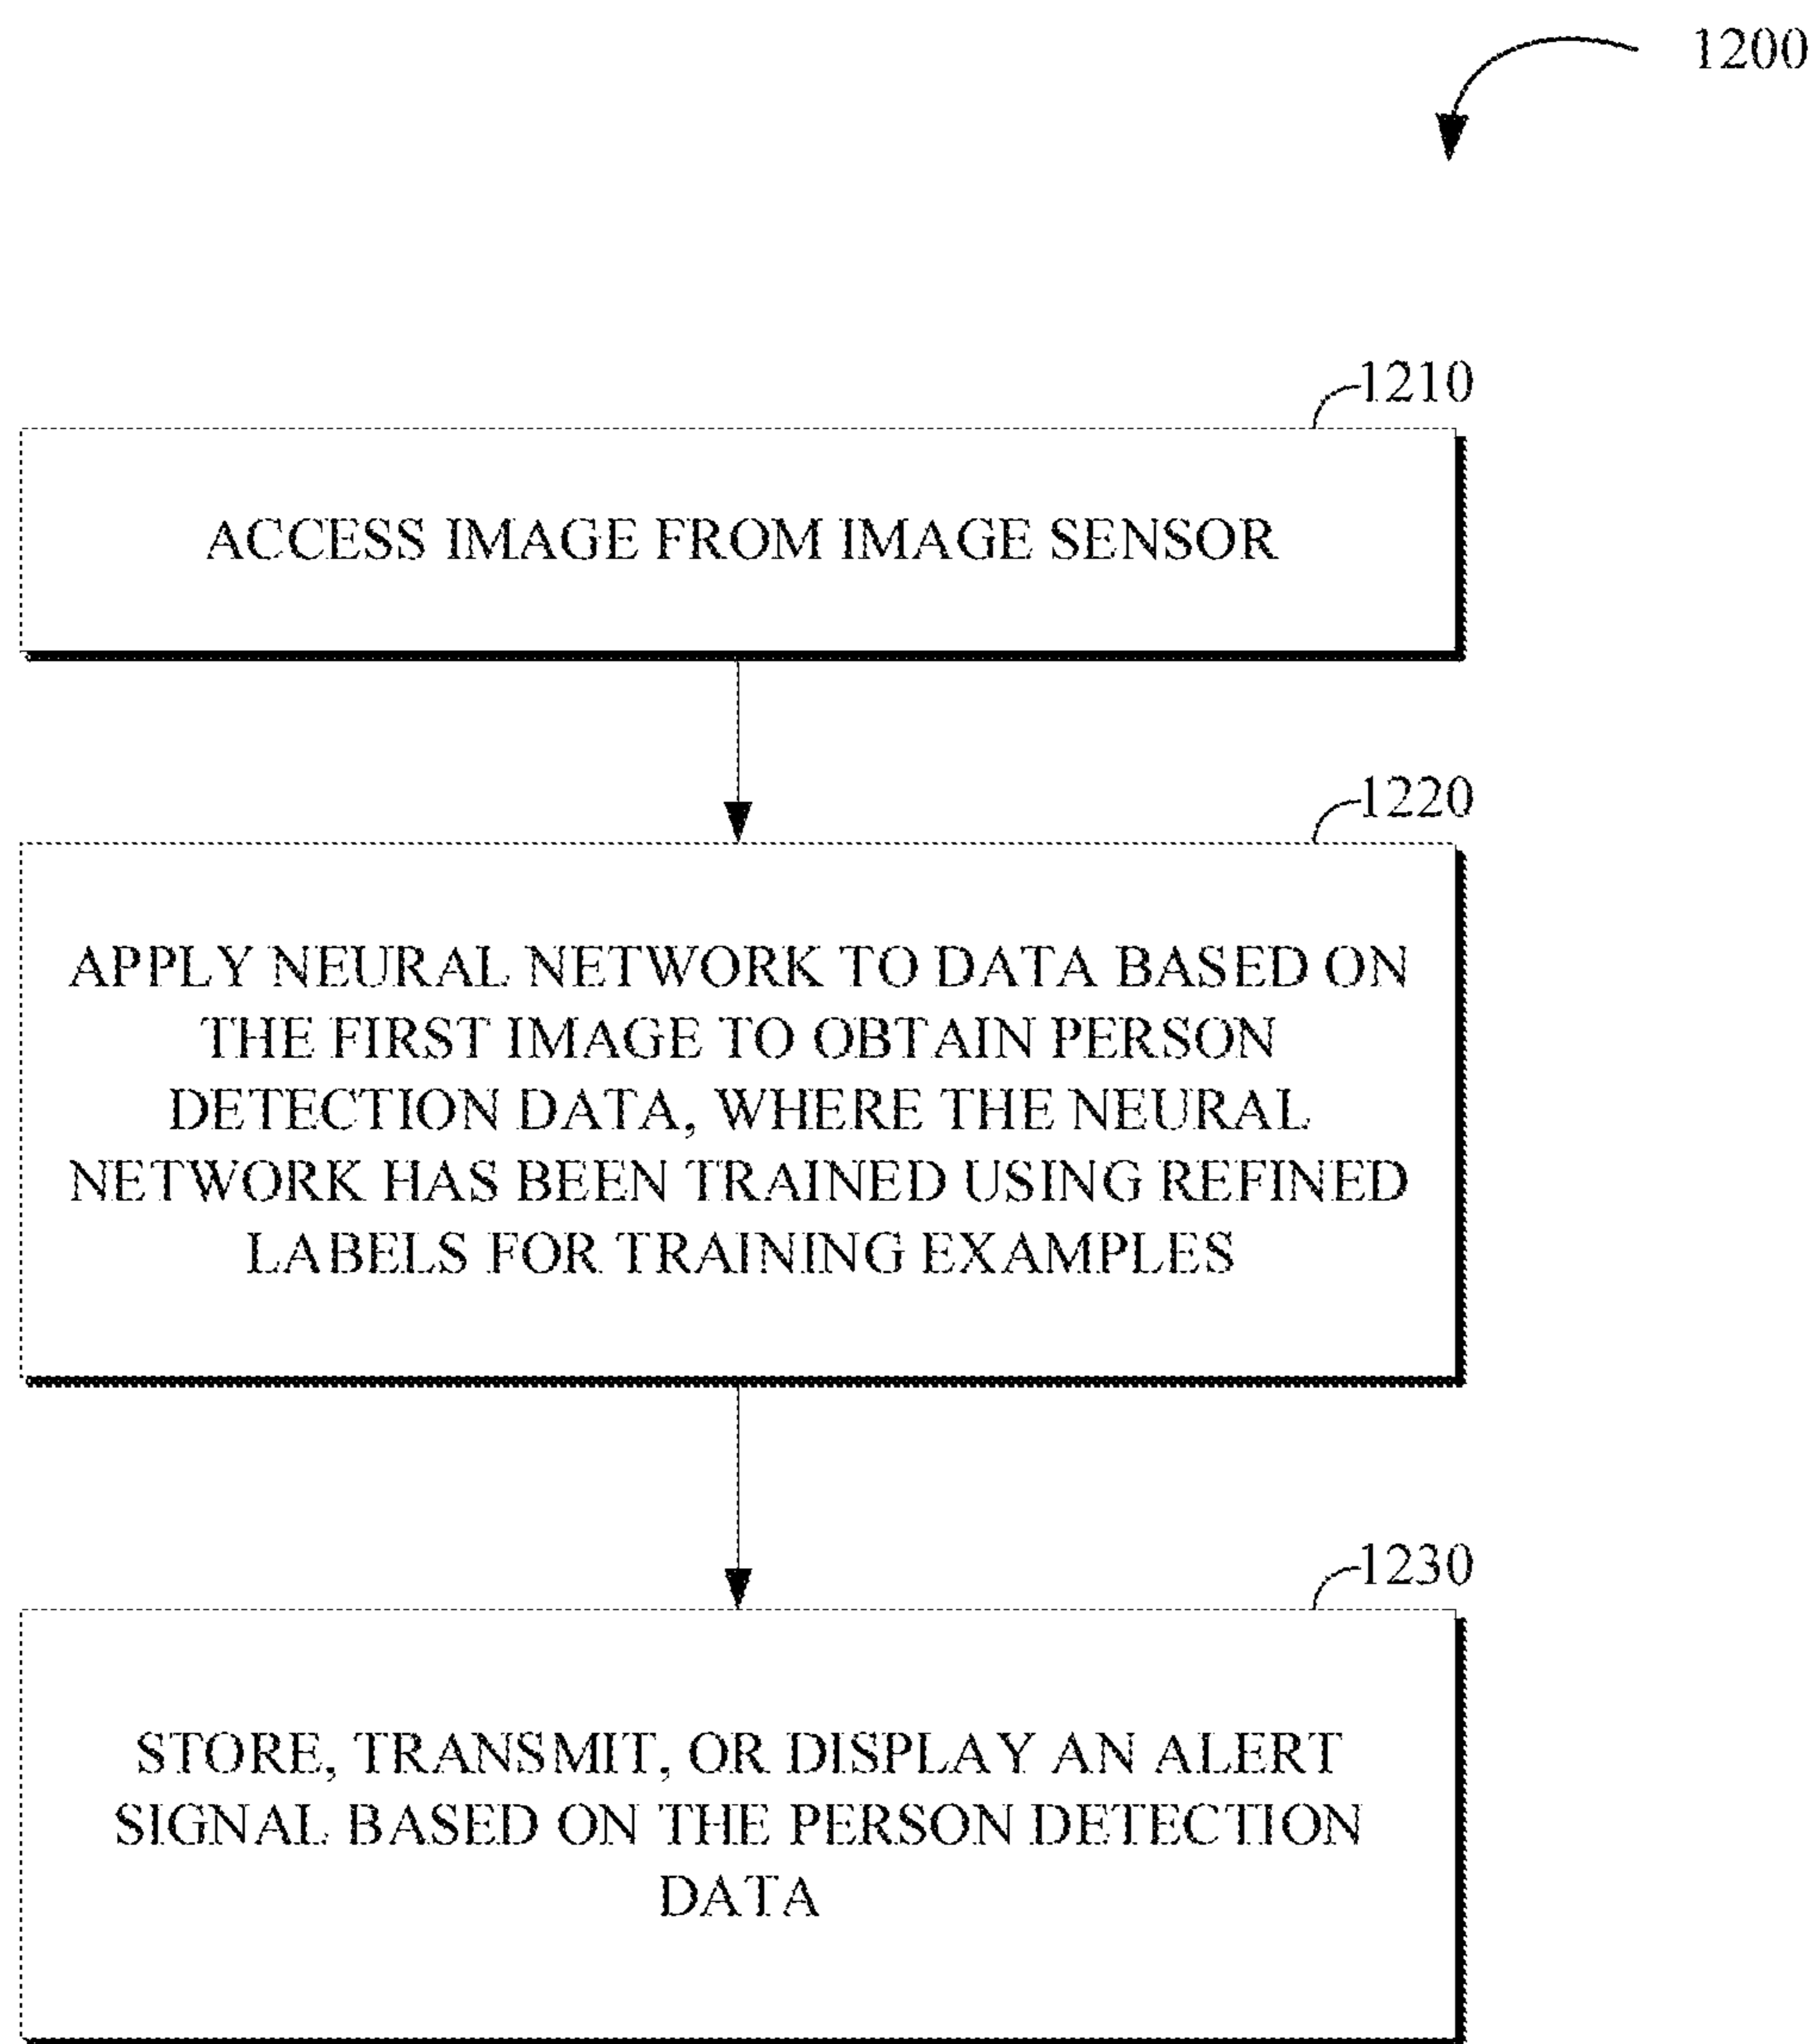 1200
1210
ACCESS IMAGE FROM IMAGE SENSOR
1220
APPLY NEURAL NETWORK TO DATA BASED ON
THE FIRST IMAGE TO OBTAIN PERSON
DETECTION DATA, WHERE THE NEURAL
NETWORK HAS BEEN TRAINED USING REFINED
LABELS FOR TRAINING EXAMPLES
1230
STORE, TRANSMIT, OR DISPLAY AN ALERT
SIGNAL BASED ON THE PERSON DETECTION
DATA